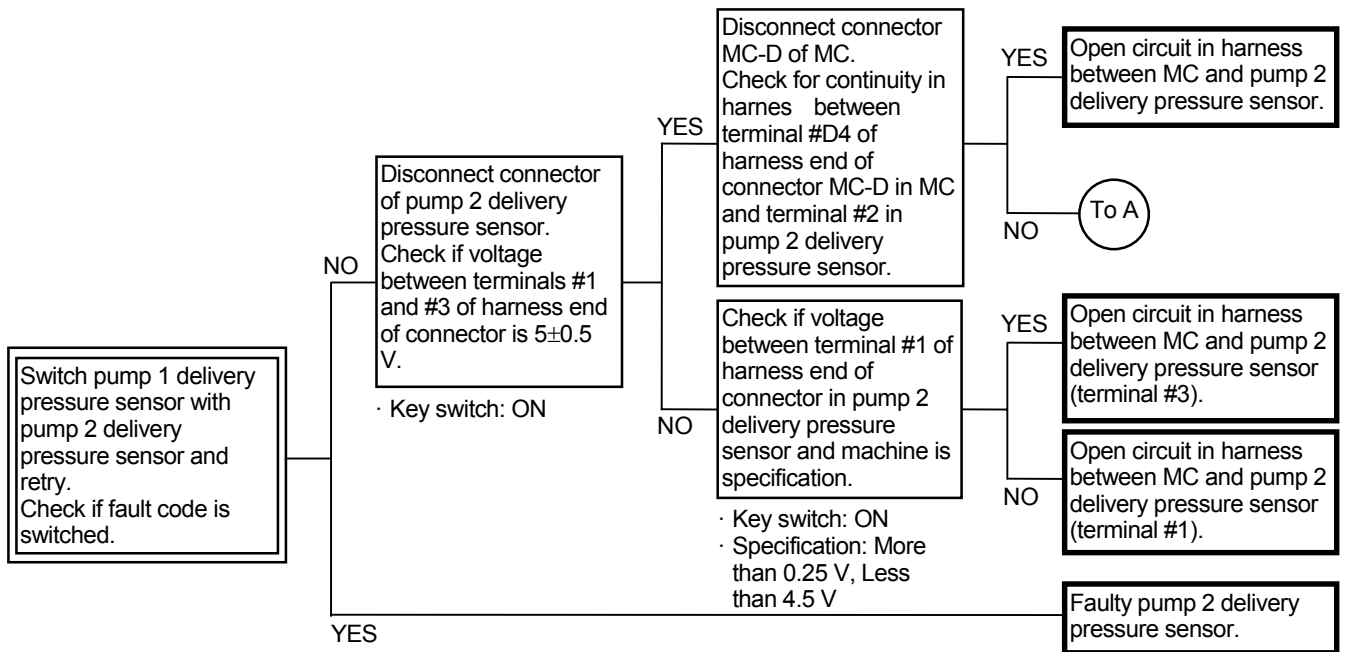 Switch pump 1 delivery
pressure sensor with
pump 2 delivery
pressure sensor and
retry.
Check if fault code is
switched.
NO
Disconnect connector
of pump 2 delivery
pressure sensor.
Check if voltage
between terminals #1
and #3 of harness end
of connector is 5±0.5
V.
· Key switch: ON
YES
Disconnect connector
MC-D of MC.
Check for continuity in
harnes between
terminal #D4 of
harness end of
connector MC-D in MC
and terminal #2 in
pump 2 delivery
pressure sensor.
YES
Open circuit in harness
between MC and pump 2
delivery pressure sensor.
NO
To A
NO
Check if voltage
between terminal #1 of
harness end of
connector in pump 2
delivery pressure
sensor and machine is
specification.
· Key switch: ON
· Specification: More
than 0.25 V, Less
than 4.5 V
YES
Open circuit in harness
between MC and pump 2
delivery pressure sensor
(terminal #3).
NO
Open circuit in harness
between MC and pump 2
delivery pressure sensor
(terminal #1).
YES
Faulty pump 2 delivery
pressure sensor.